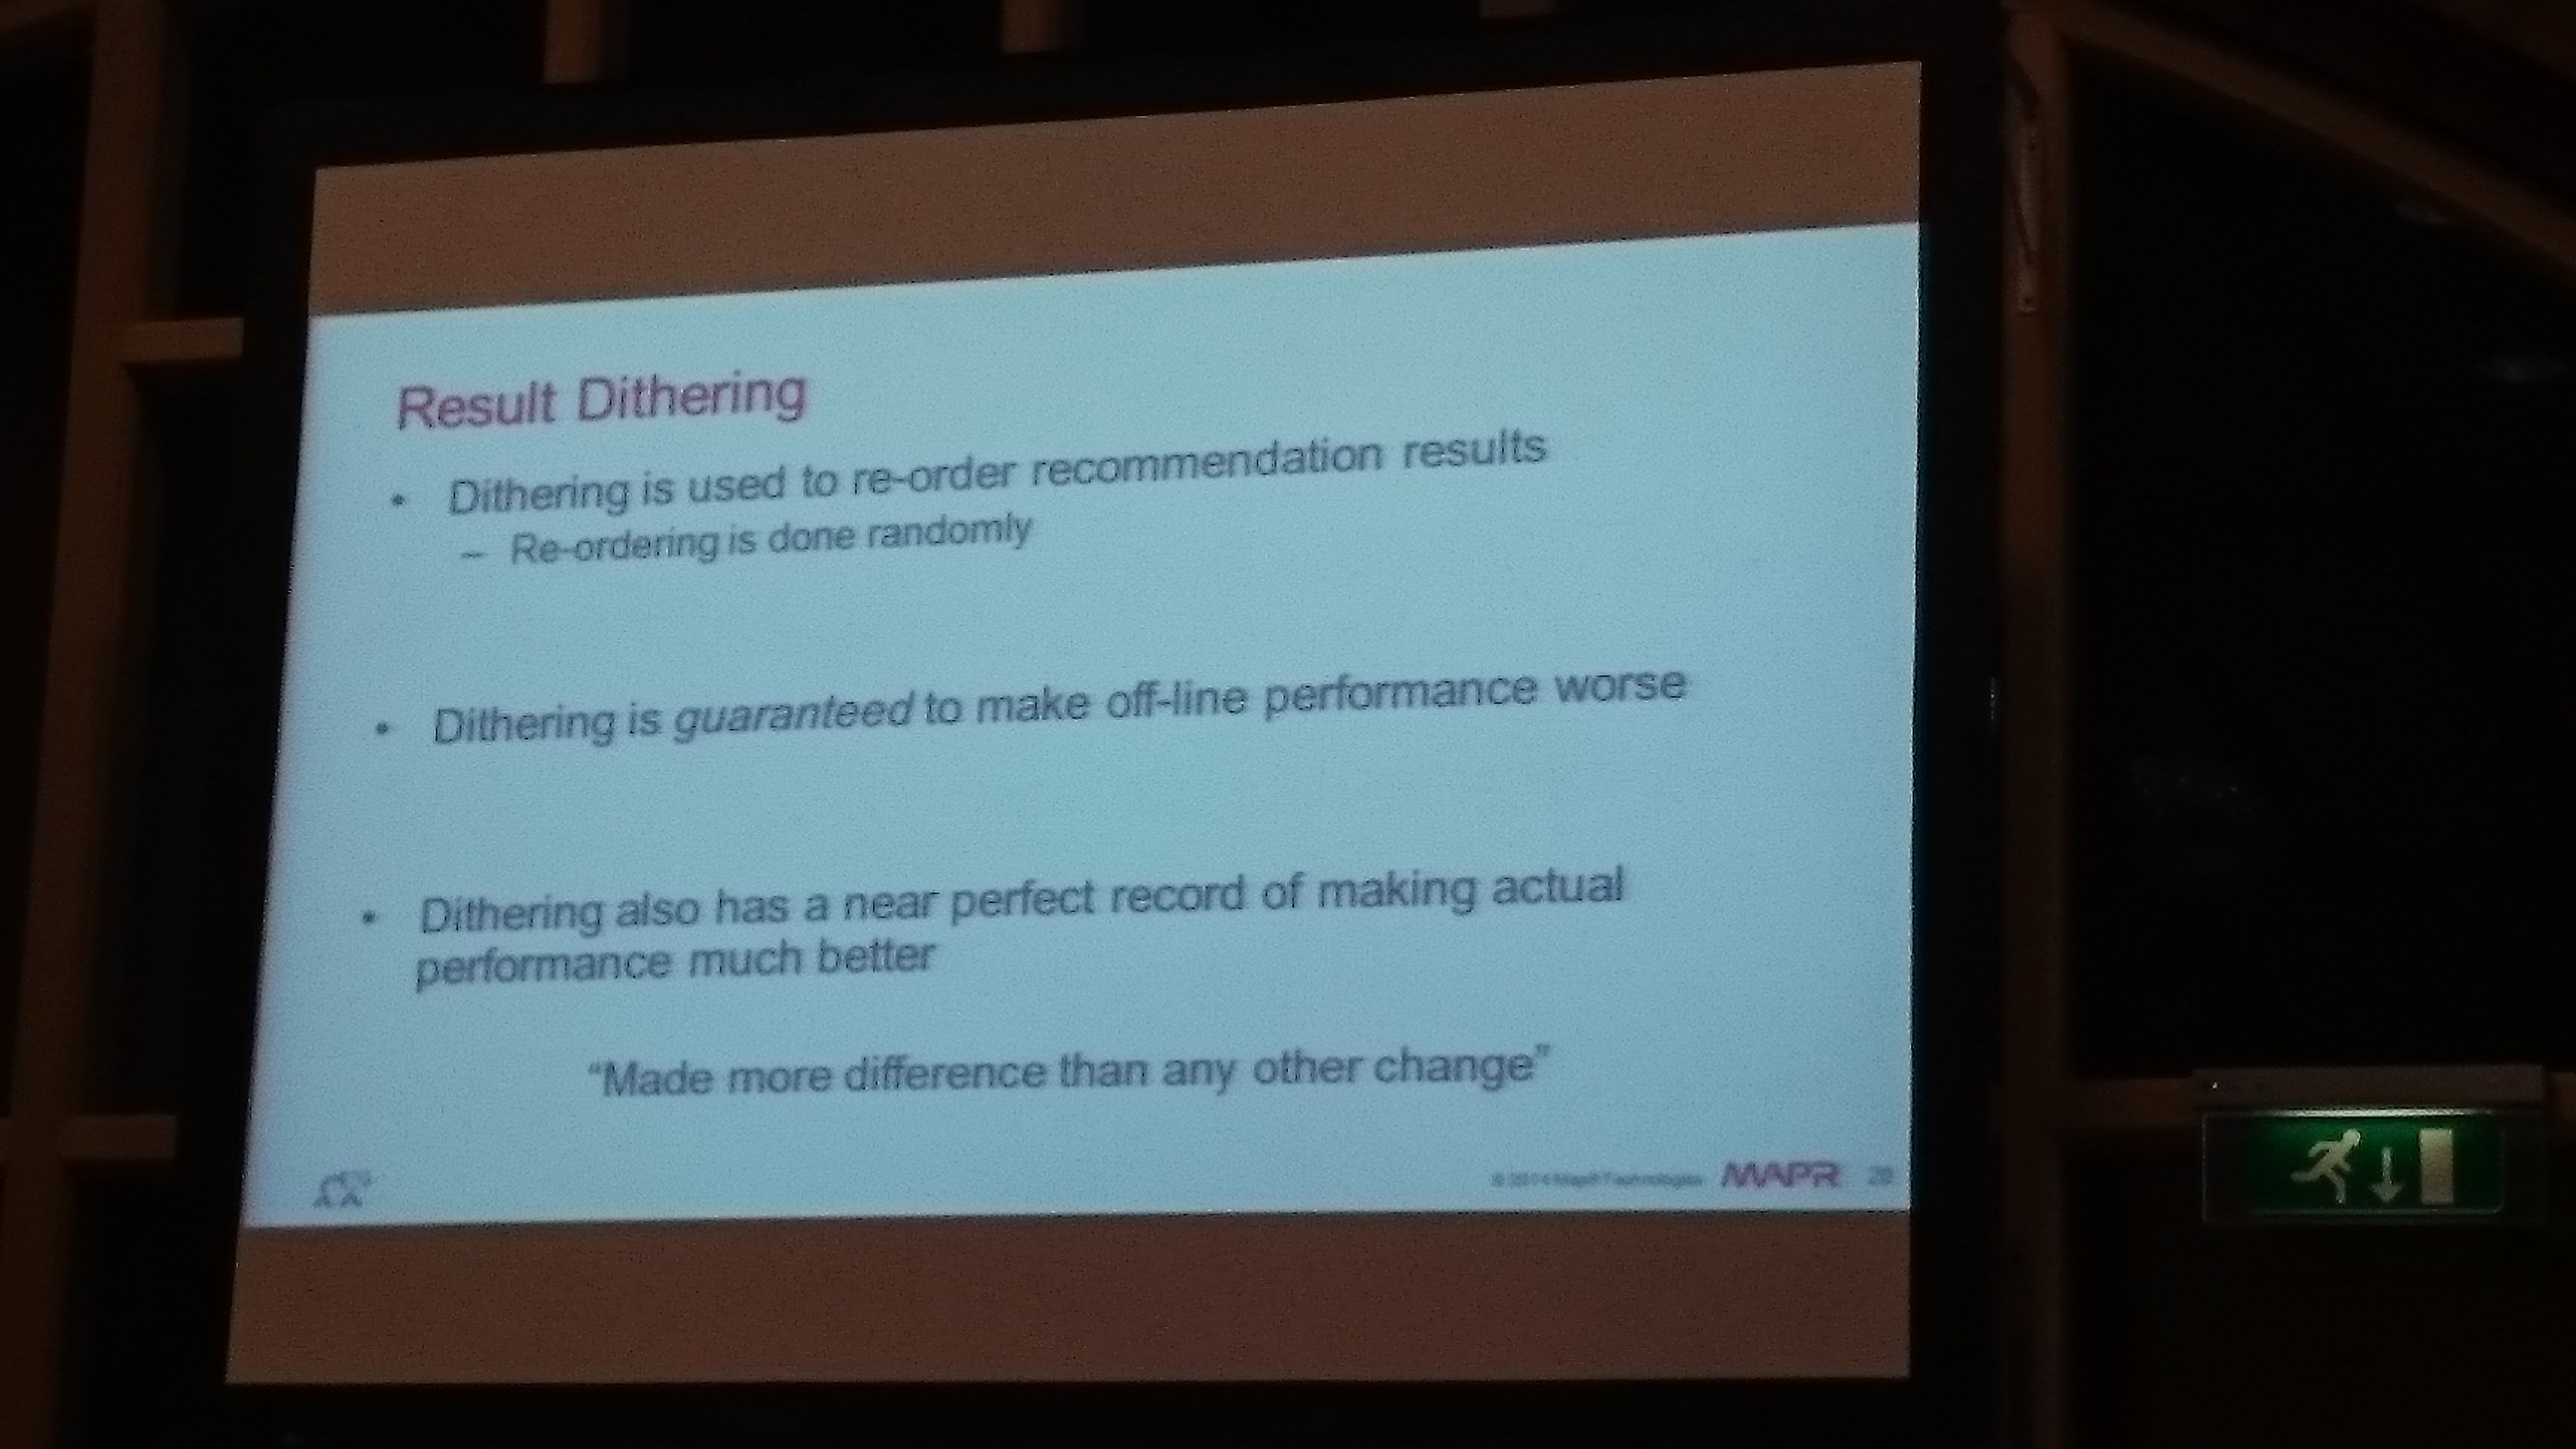 Result Dithering
• Dithering is used to re-order recommendation results
– Re-ordering is done randomly
• Dithering is guaranteed to make off-line performance worse
• Dithering also has a near perfect record of making actual
performance much better
“Made more difference than any other change”
© 2014 MapR Technologies MAPR 20